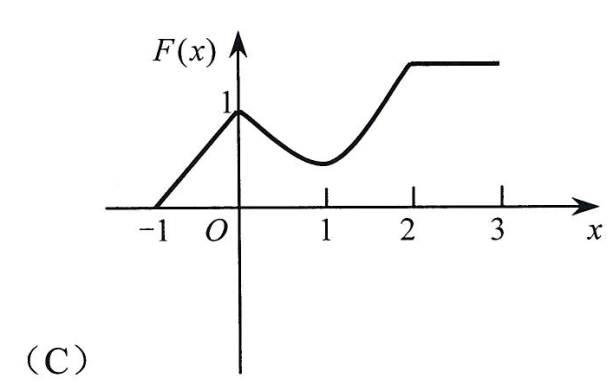 F(x)
1
-1 O 1 2 3 x
（C）